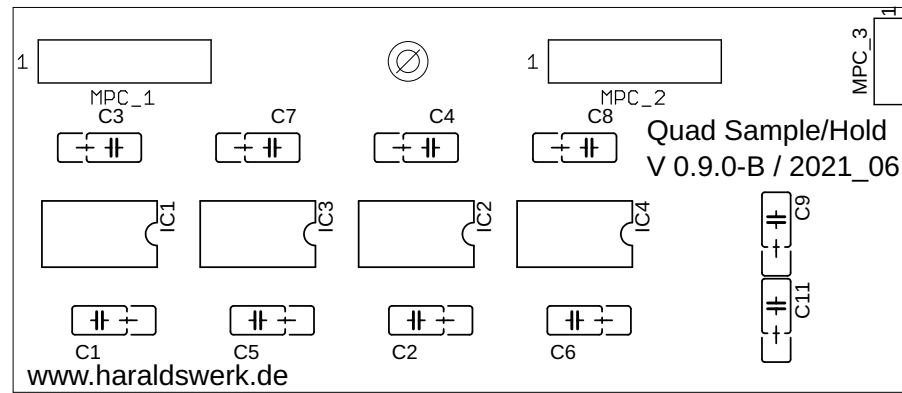 1
MPC_1
1
MPC_2
1
MPC_3
C3
C7
C4
C8
Quad Sample/Hold
V 0.9.0-B / 2021_06
IC1
IC3
IC2
IC4
C9
C11
C1
C5
C2
C6
www.haraldswerk.de